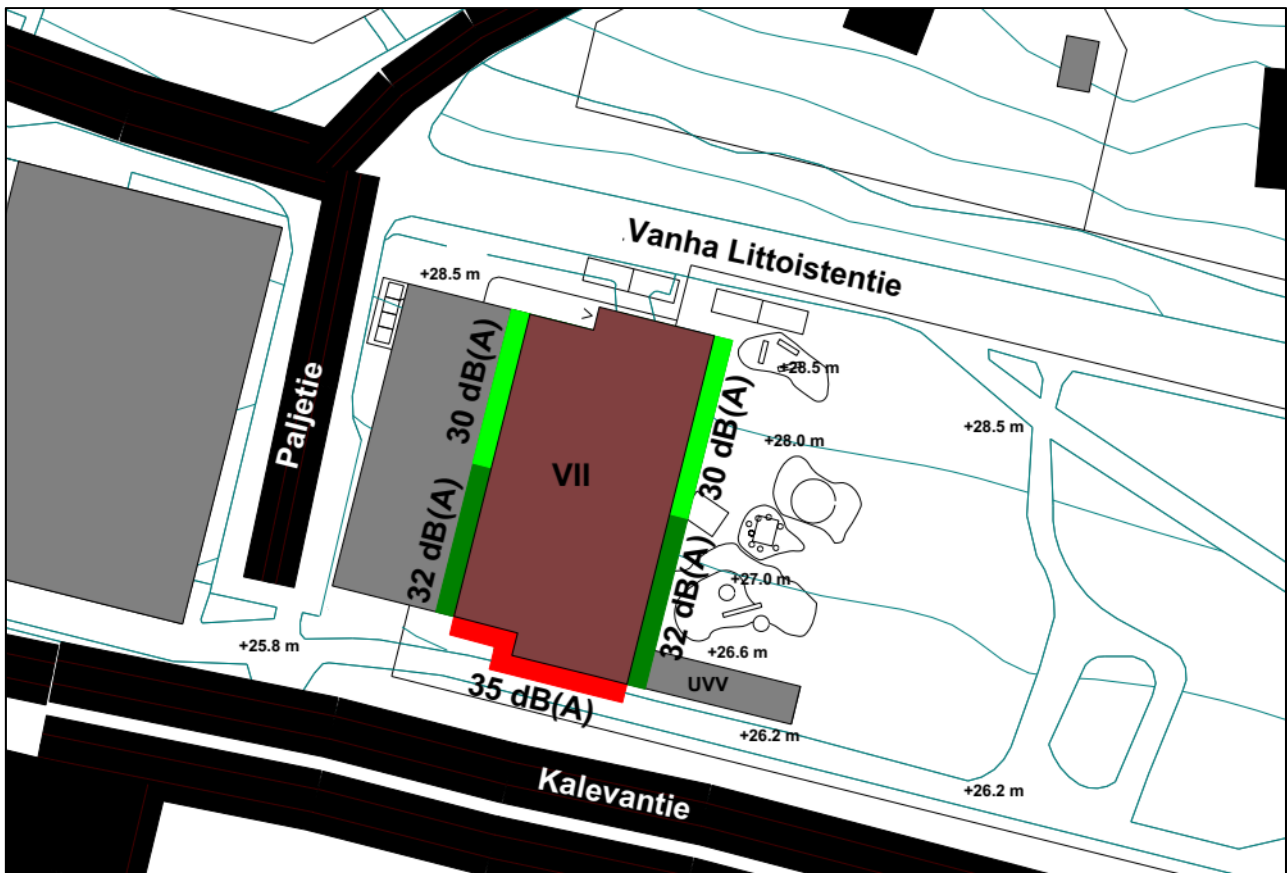 Vanha Littoistentie
+28.5 m
30 dB(A)
+28.5 m
30 dB(A)
Paljetie
+28.5 m
+28.0 m
VII
32 dB(A)
32 dB(A)
+27.0 m
+25.8 m
+26.6 m
35 dB(A)
UVV
+26.2 m
Kalevantie
+26.2 m